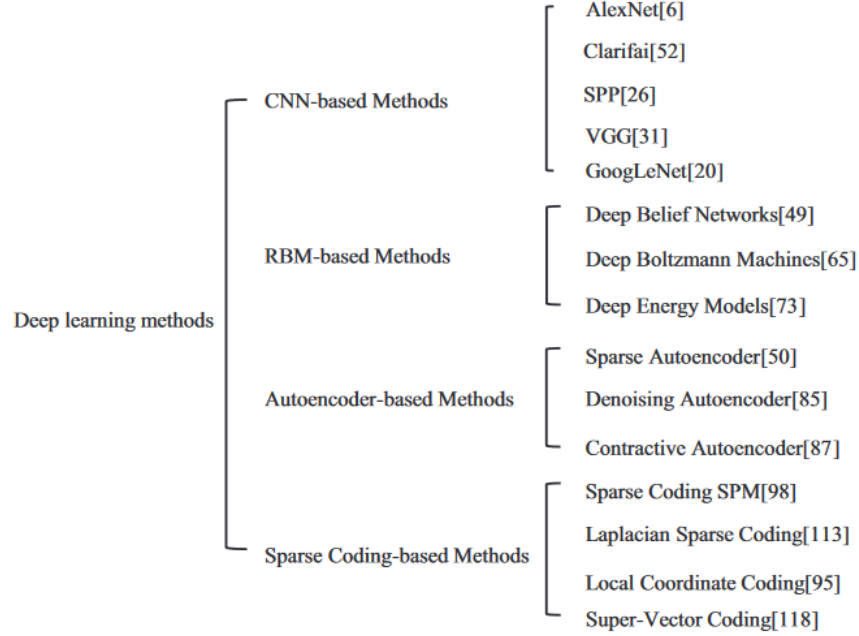 Deep learning methods
CNN-based Methods
AlexNet[6]
Clarifai[52]
SPP[26]
VGG[31]
GoogLeNet[20]
RBM-based Methods
Deep Belief Networks[49]
Deep Boltzmann Machines[65]
Deep Energy Models[73]
Autoencoder-based Methods
Sparse Autoencoder[50]
Denoising Autoencoder[85]
Contractive Autoencoder[87]
Sparse Coding-based Methods
Sparse Coding SPM[98]
Laplacian Sparse Coding[113]
Local Coordinate Coding[95]
Super-Vector Coding[118]